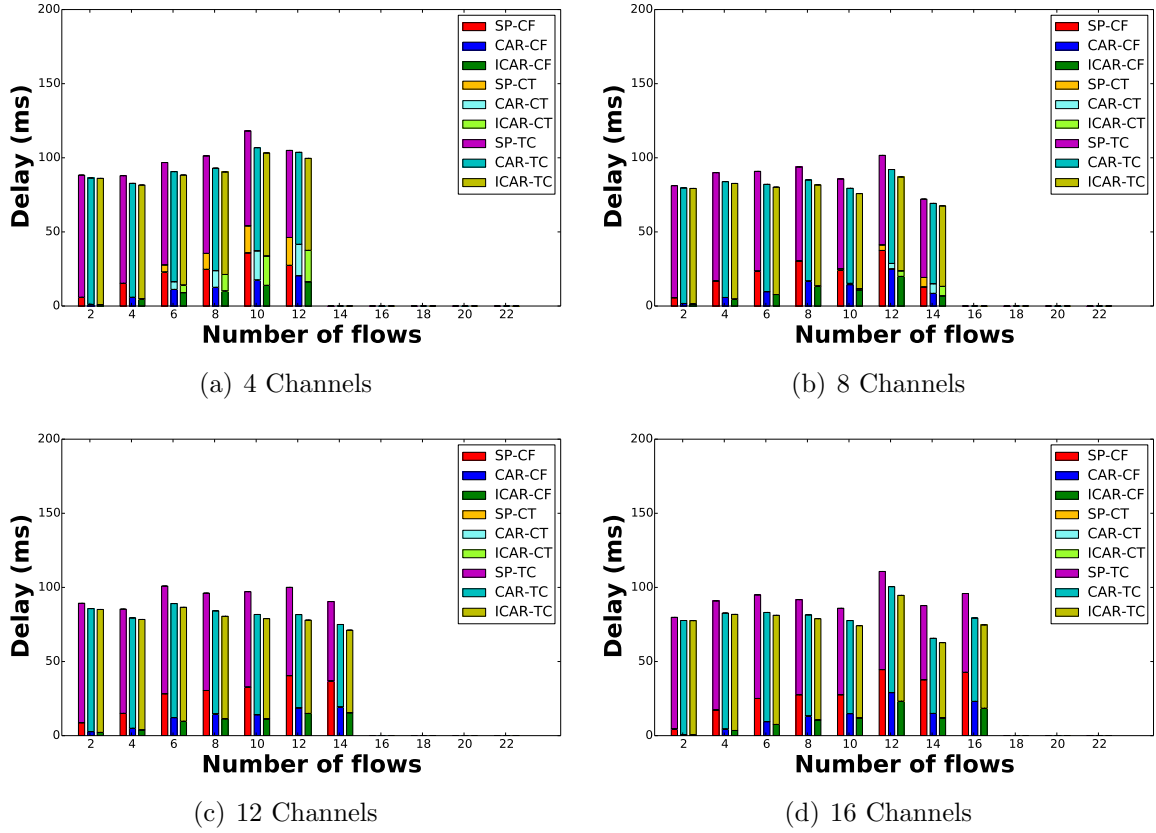 200
150
100
50
0
Delay (ms)
2 4 6 8 10 12 14 16 18 20 22
Number of flows
SP-CF
CAR-CF
ICAR-CF
SP-CT
CAR-CT
ICAR-CT
SP-TC
CAR-TC
ICAR-TC
(a) 4 Channels
200
150
100
50
0
Delay (ms)
2 4 6 8 10 12 14 16 18 20 22
Number of flows
SP-CF
CAR-CF
ICAR-CF
SP-CT
CAR-CT
ICAR-CT
SP-TC
CAR-TC
ICAR-TC
(b) 8 Channels
200
150
100
50
0
Delay (ms)
2 4 6 8 10 12 14 16 18 20 22
Number of flows
SP-CF
CAR-CF
ICAR-CF
SP-CT
CAR-CT
ICAR-CT
SP-TC
CAR-TC
ICAR-TC
(c) 12 Channels
200
150
100
50
0
Delay (ms)
2 4 6 8 10 12 14 16 18 20 22
Number of flows
SP-CF
CAR-CF
ICAR-CF
SP-CT
CAR-CT
ICAR-CT
SP-TC
CAR-TC
ICAR-TC
(d) 16 Channels